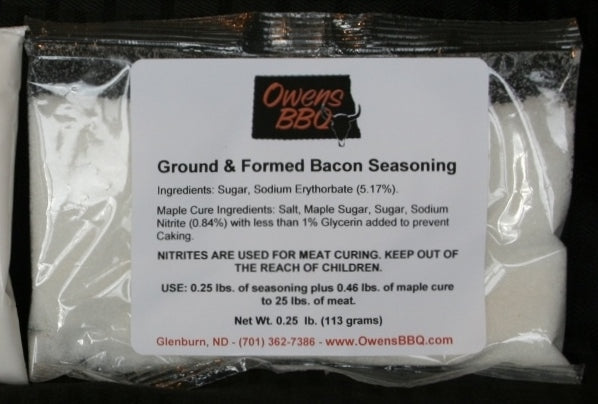 Owens
BBQ
Ground & Formed Bacon Seasoning
Ingredients: Sugar, Sodium Erythorbate (5.17%).
Maple Cure Ingredients: Salt, Maple Sugar, Sugar, Sodium
Nitrite (0.84%) with less than 1% Glycerin added to prevent
Caking.
NITRITES ARE USED FOR MEAT CURING. KEEP OUT OF
THE REACH OF CHILDREN.
USE: 0.25 lbs. of seasoning plus 0.46 lbs. of maple cure
to 25 lbs. of meat.
Net Wt. 0.25 lb. (113 grams)
Glenburn, ND - (701) 362-7386 - www.OwensBBQ.com